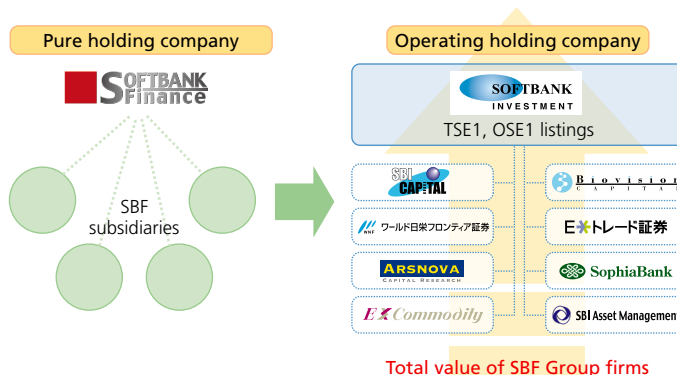 Pure holding company
SOFTBANK
Finance
SBF
subsidiaries
Operating holding company
SOFTBANK
INVESTMENT
TSE1, OSE1 listings
SBI
CAPITAL
Biovision
CAPITAL
WNF ワールド日栄フロンティア証券
E*トレード証券
ARSNOVA
CAPITAL RESEARCH
SophiaBank
EXCommodity
SBI Asset Management
Total value of SBF Group firms